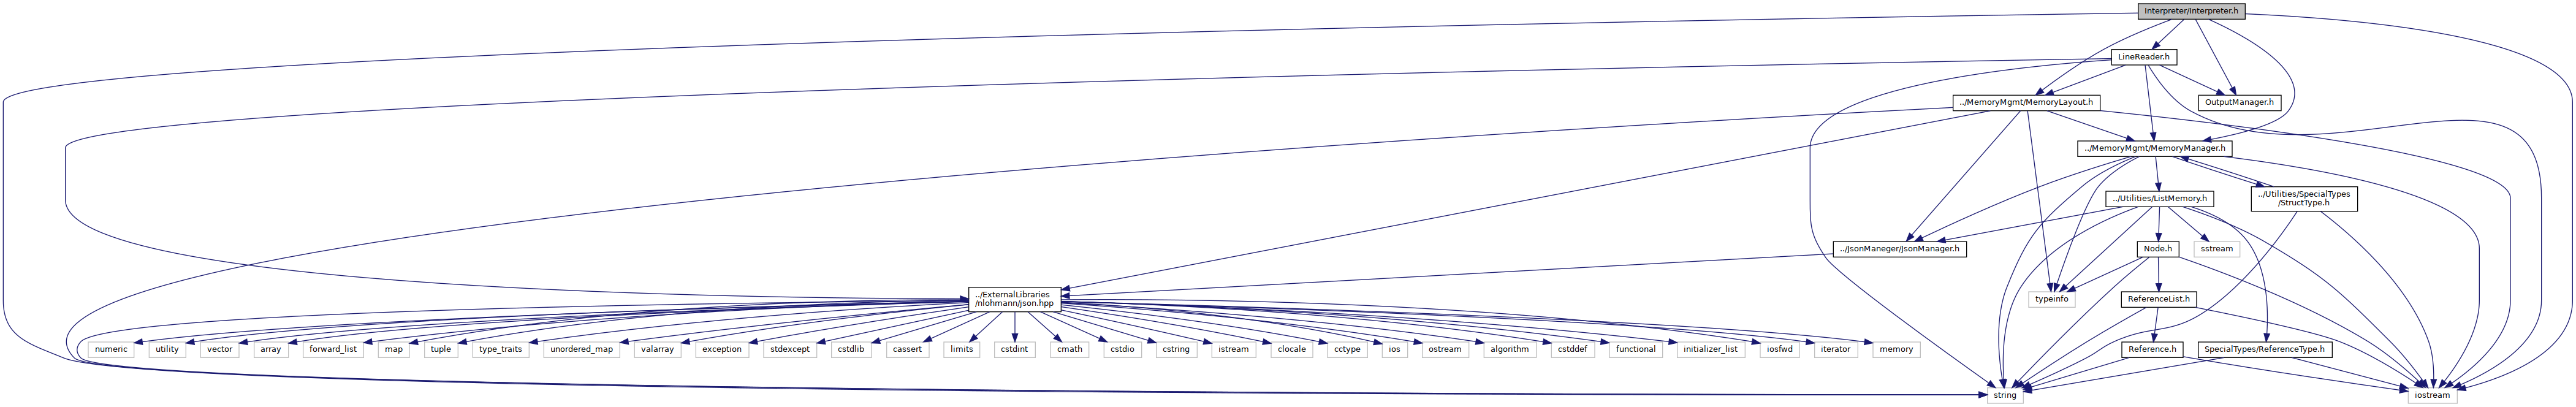 Interpreter/Interpreter.h
LineReader.h
../MemoryMgmt/MemoryLayout.h
OutputManager.h
../MemoryMgmt/MemoryManager.h
../Utilities/ListMemory.h
../Utilities/SpecialTypes
/StructType.h
../JsonManeger/JsonManager.h
Node.h
sstream
../ExternalLibraries
/nlohmann/json.hpp
typeinfo
ReferenceList.h
numeric
utility
vector
array
forward_list
map
tuple
type_traits
unordered_map
valarray
exception
stdexcept
cstdlib
cassert
limits
cstdint
cmath
cstdio
cstring
istream
clocale
cctype
ios
ostream
algorithm
cstddef
functional
initializer_list
iosfwd
iterator
memory
Reference.h
SpecialTypes/ReferenceType.h
string
iostream